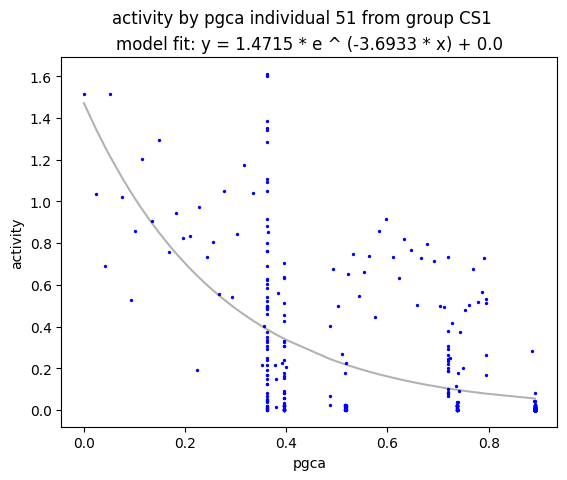 activity by pgca individual 51 from group CS1
model fit: y = 1.4715 * e ^ (-3.6933 * x) + 0.0
1.6
1.4
1.2
1.0
0.8
0.6
0.4
0.2
0.0
activity
0.0 0.2 0.4 0.6 0.8
pgca